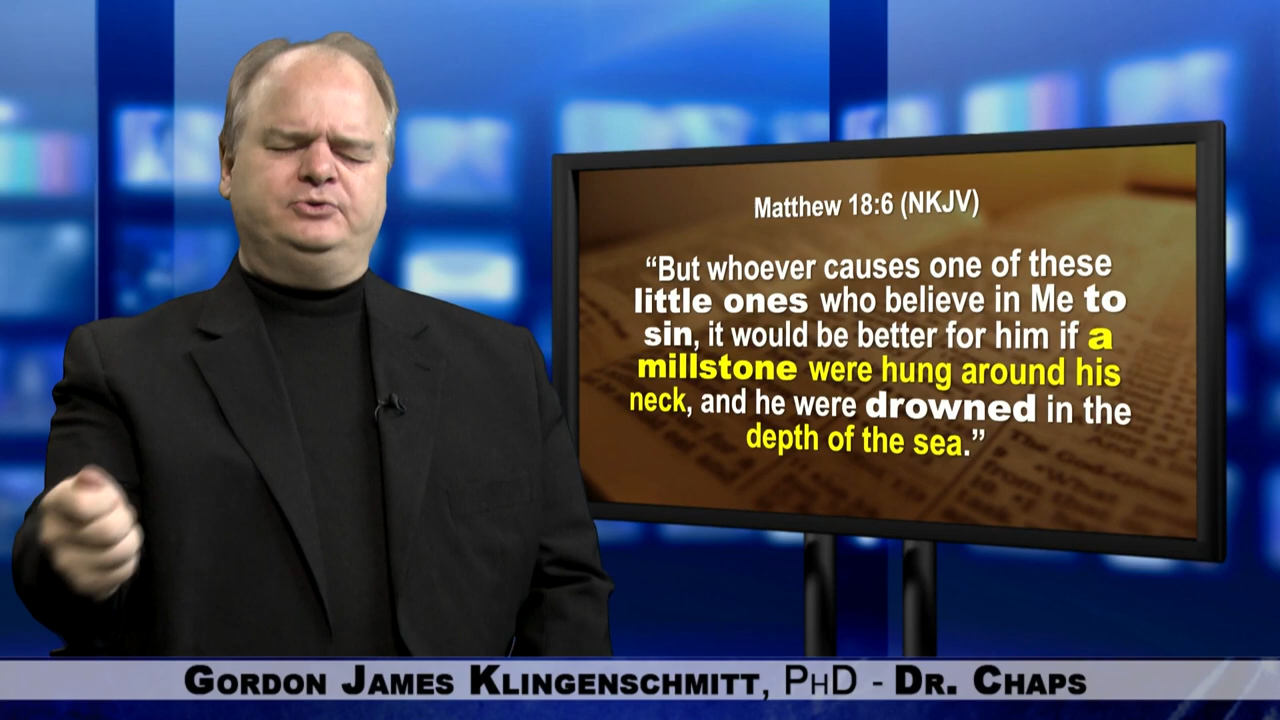 Matthew 18:6 (NKJV)
“But whoever causes one of these
little ones who believe in Me to
sin, it would be better for him if a
millstone were hung around his
neck, and he were drowned in the
depth of the sea.”
GORDON JAMES KLINGENSCHMITT, PHD - DR. CHAPS